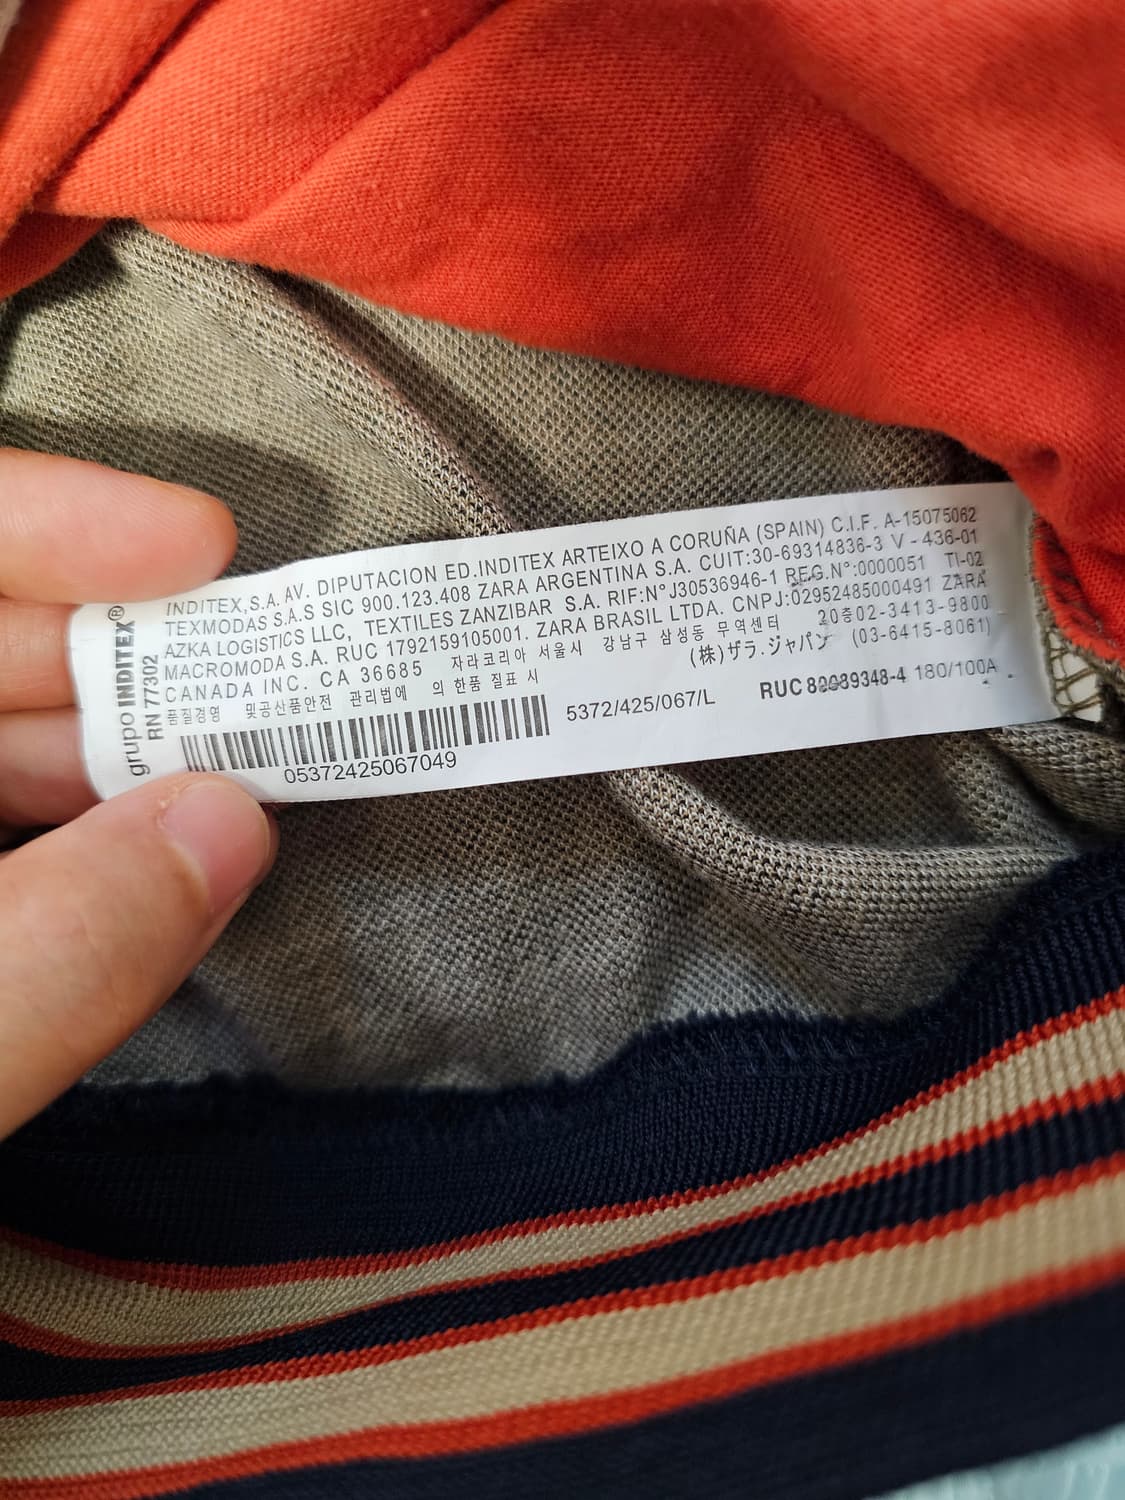 grupo INDITEX®
RN 77302
INDITEX,S.A. AV. DIPUTACION ED.INDITEX ARTEIXO A CORUÑA (SPAIN) C.I.F. A-15075062
TEXMODAS S.A.S SIC 900.123.408 ZARA ARGENTINA S.A. CUIT:30-69314836-3 V - 436-01
AZKA LOGISTICS LLC, TEXTILES ZANZIBAR S.A. RIF:N°J30536946-1 REG.N°:0000051 TI-02
MACROMODA S.A. RUC 1792159105001. ZARA BRASIL LTDA. CNPJ:02952485000491 ZARA
CANADA INC. CA 36685 자라코리아 서울시 강남구 삼성동 무역센터 20층02-3413-9800
품질경영 및공산품안전 관리법에 의 한품 질표 시 (株)ザラ.ジャパン (03-6415-8061)
5372/425/067/L RUC 80089348-4 180/100A
05372425067049